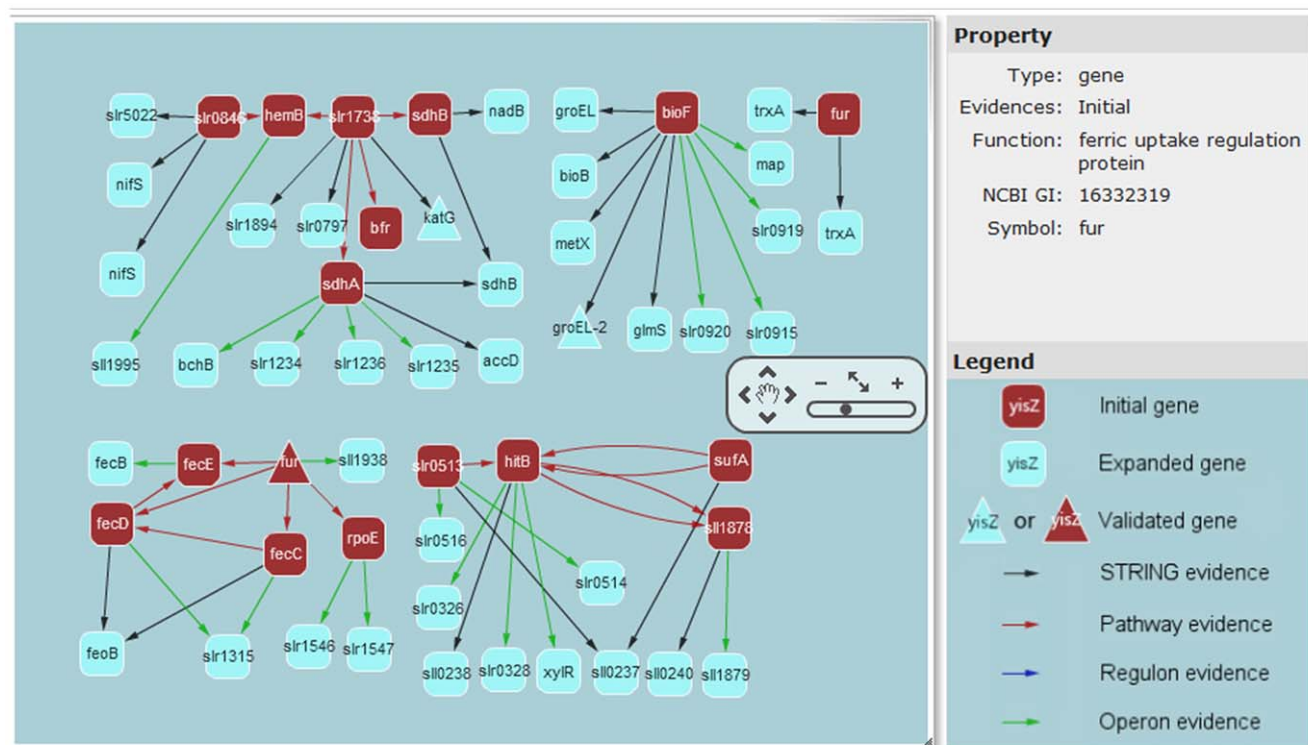 slr5022
slr0846
hemB
slr1738
sdhB
nadB
groEL
bioF
trxA
fur
nifS
bioB
map
slr1894
slr0797
bfr
katG
metX
slr0919
trxA
nifS
sdhA
sdhB
groEL-2
glmS
slr0920
slr0915
sll1995
bchB
slr1234
slr1236
slr1235
accD
fecB
fecE
fur
sll1938
slr0513
hitB
sufA
fecD
fecC
rpoE
slr0516
sll1878
slr0326
slr0514
feoB
slr1315
slr1546
slr1547
sll0238
slr0328
xylR
sll0237
sll0240
sll1879
Property
Type: gene
Evidences: Initial
Function: ferric uptake regulation
protein
NCBI GI: 16332319
Symbol: fur
Legend
yisZ Initial gene
yisZ Expanded gene
yisZ or yisZ Validated gene
STRING evidence
Pathway evidence
Regulon evidence
Operon evidence